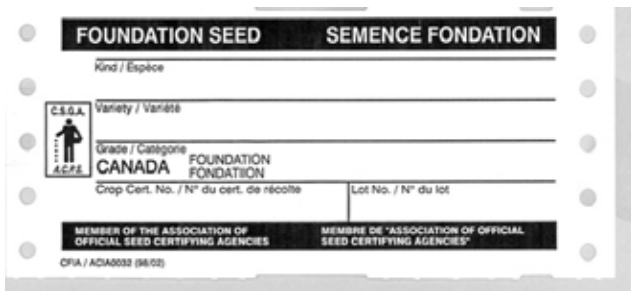 FOUNDATION SEED SEMENCE FONDATION
Kind / Espèce
C.S.G.A.
Variety / Variété
Grade / Catégorie
CANADA FOUNDATION
FONDATIION
A.C.P.S.
Crop Cert. No. / N° du cert. de récolte Lot No. / N° du lot
MEMBER OF THE ASSOCIATION OF MEMBRE DE "ASSOCIATION OF OFFICIAL
OFFICIAL SEED CERTIFYING AGENCIES SEED CERTIFYING AGENCIES"
CFIA / ACIA0032 (98/02)